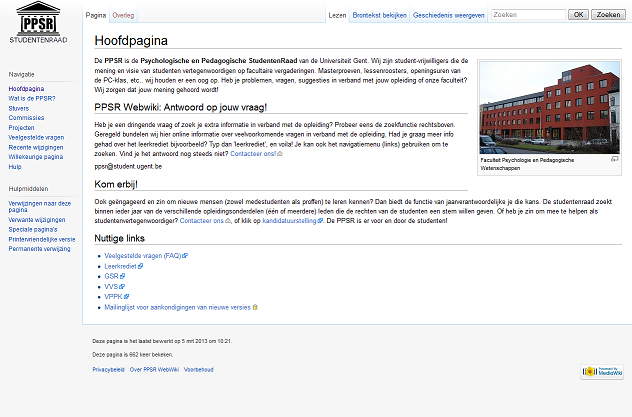 PPSR
STUDENTENRAAD
Pagina
Overleg
Lezen
Brontekst bekijken
Geschiedenis weergeven
Zoeken
OK
Zoeken
Navigatie
Hoofdpagina
Wat is de PPSR?
Stuvers
Commissies
Projecten
Veelgestelde vragen
Recente wijzigingen
Willekeurige pagina
Hulp
Hulpmiddelen
Verwijzingen naar deze
pagina
Verwante wijzigingen
Speciale pagina's
Printervriendelijke versie
Permanente verwijzing
Hoofdpagina
De PPSR is de Psychologische en Pedagogische StudentenRaad van de Universiteit Gent. Wij zijn student-vrijwilligers die de
mening en visie van studenten vertegenwoordigen op facultaire vergaderingen. Masterproeven, lessenroosters, openingsuren van
de PC-klas, etc.. wij houden er een oog op. Heb je problemen, vragen, suggesties in verband met jouw opleiding of onze faculteit?
Wij zorgen dat jouw mening gehoord wordt!
Faculteit Psychologie en Pedagogische
Wetenschappen
PPSR Webwiki: Antwoord op jouw vraag!
Heb je een dringende vraag of zoek je extra informatie in verband met de opleiding? Probeer eens de zoekfunctie rechtsboven.
Geregeld bundelen wij hier online informatie over veelvoorkomende vragen in verband met de opleiding. Had je graag meer info
gehad over het leerkrediet bijvoorbeeld? Typ dan 'leerkrediet', en voila! Je kan ook het navigatiemenu (links) gebruiken om te
zoeken. Vind je het antwoord nog steeds niet? Contacteer ons!
ppsr@student.ugent.be
Kom erbij!
Ook geëngageerd en zin om nieuwe mensen (zowel medestudenten als proffen) te leren kennen? Dan biedt de functie van jaarverantwoordelijke je die kans. De studentenraad zoekt
binnen ieder jaar van de verschillende opleidingsonderdelen (één of meerdere) leden die de rechten van de studenten een stem willen geven. Of heb je zin om mee te helpen als
studentenvertegenwoordiger? Contacteer ons, of klik op kandidatuurstelling. De PPSR is er voor en door de studenten!
Nuttige links
Veelgestelde vragen (FAQ)
Leerkrediet
GSR
VVS
VPPK
Mailinglijst voor aankondigingen van nieuwe versies
Deze pagina is het laatst bewerkt op 5 mrt 2013 om 10:21.
Deze pagina is 662 keer bekeken.
Privacybeleid
Over PPSR WebWiki
Voorbehoud
Powered By
MediaWiki